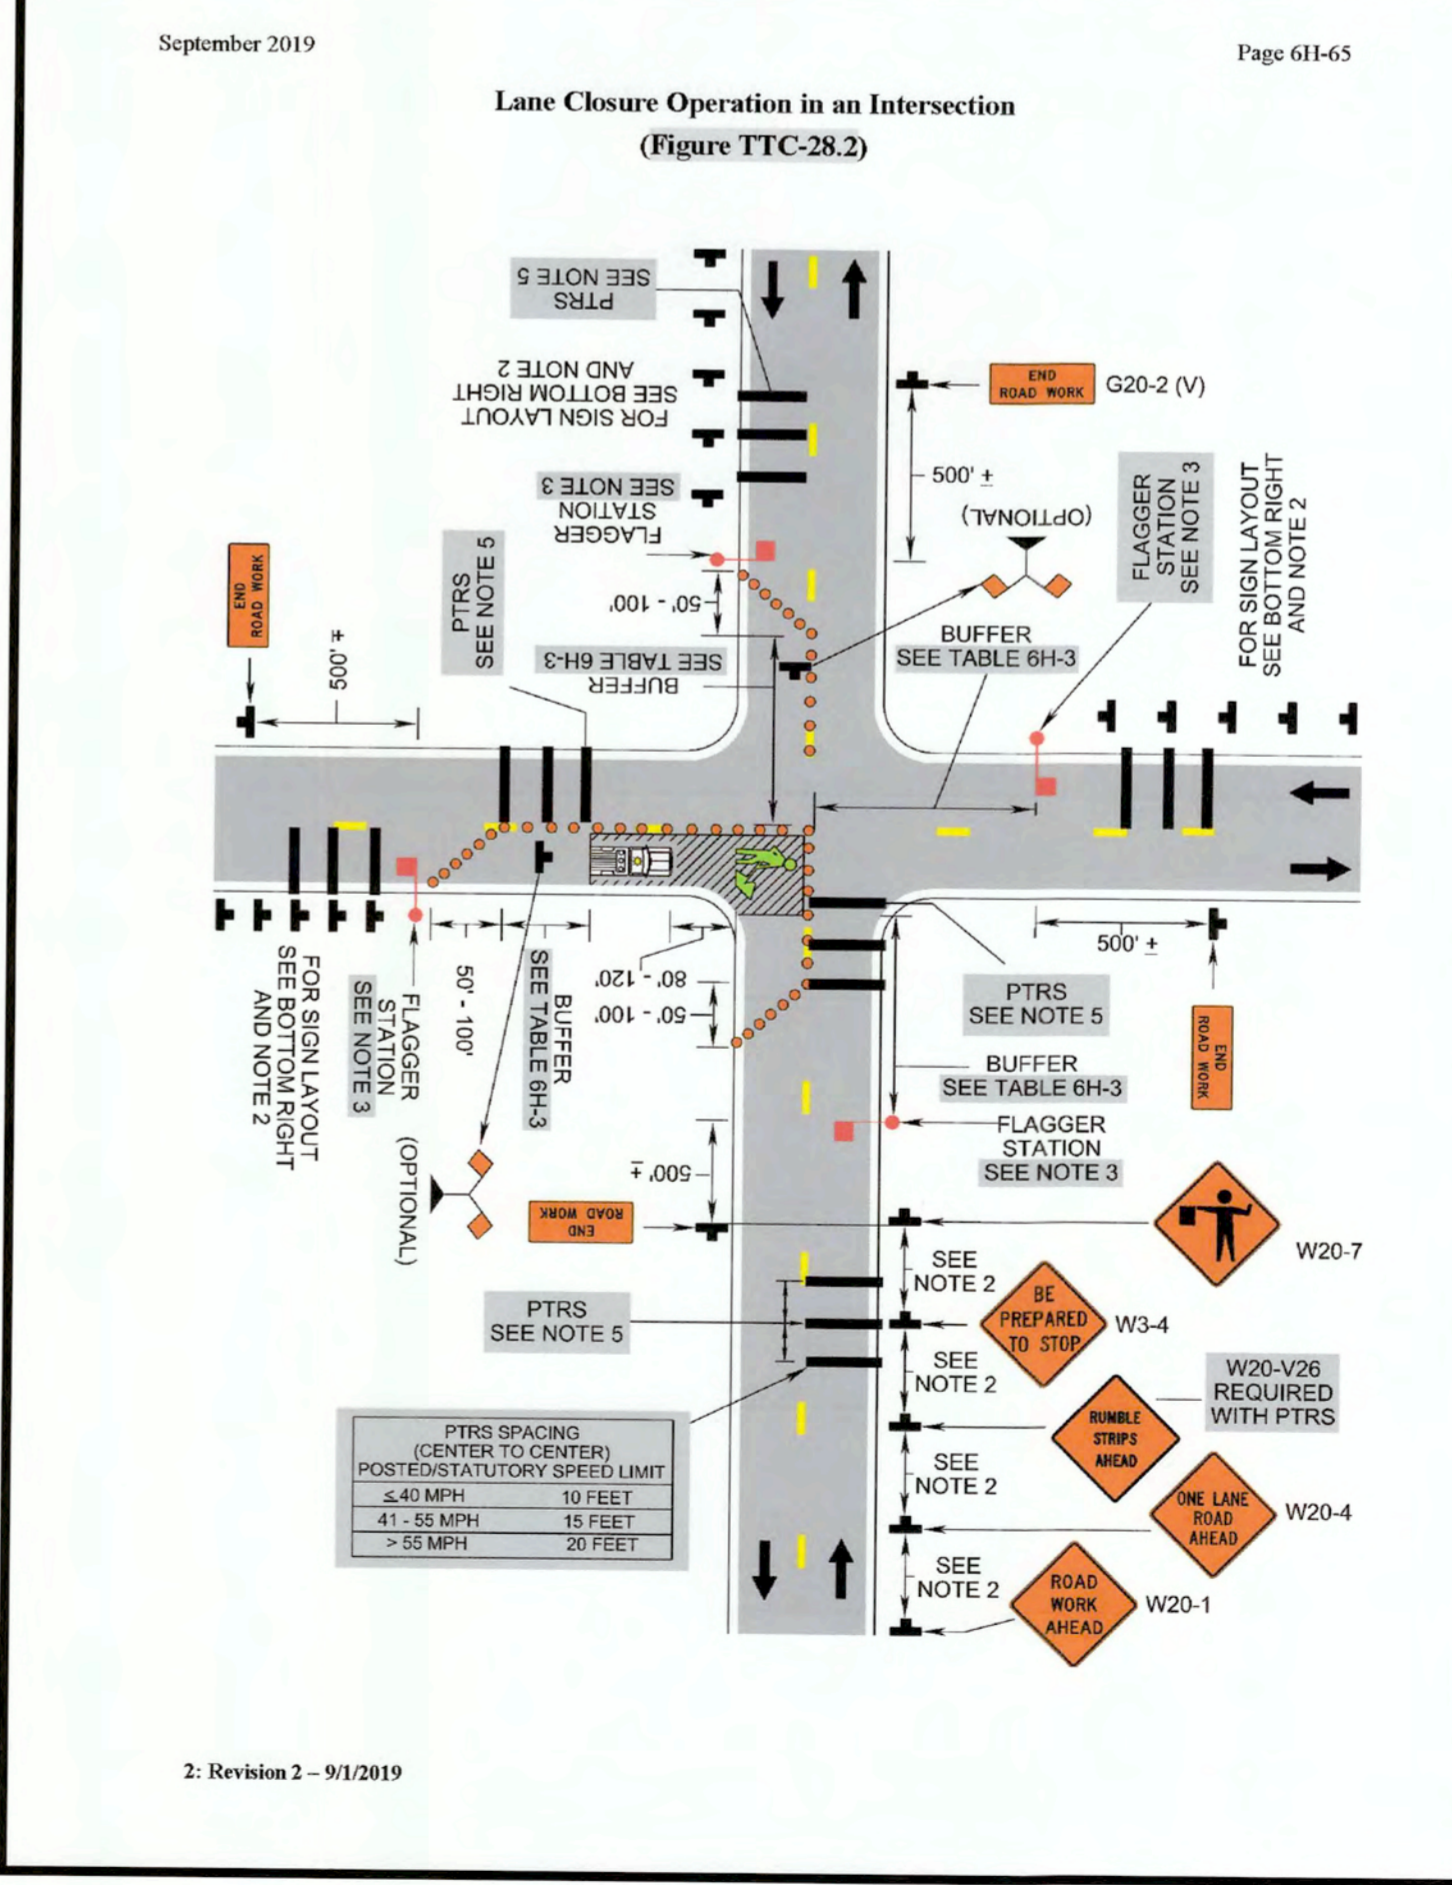 September 2019
Page 6H-65
Lane Closure Operation in an Intersection
(Figure TTC-28.2)
PTRS
SEE NOTE 5
FOR SIGN LAYOUT
SEE BOTTOM RIGHT
AND NOTE 2
FLAGGER
STATION
SEE NOTE 3
50' - 100'
BUFFER
SEE TABLE 6H-3
END
ROAD WORK
G20-2 (V)
500' ±
(OPTIONAL)
FLAGGER
STATION
SEE NOTE 3
FOR SIGN LAYOUT
SEE BOTTOM RIGHT
AND NOTE 2
BUFFER
SEE TABLE 6H-3
END
ROAD WORK
500' ±
PTRS
SEE NOTE 5
FOR SIGN LAYOUT
SEE BOTTOM RIGHT
AND NOTE 2
FLAGGER
STATION
SEE NOTE 3
50' - 100'
BUFFER
SEE TABLE 6H-3
(OPTIONAL)
80' - 120'
50' - 100'
500' ±
END
ROAD WORK
500' ±
END
ROAD WORK
PTRS
SEE NOTE 5
BUFFER
SEE TABLE 6H-3
FLAGGER
STATION
SEE NOTE 3
W20-7
SEE
NOTE 2
BE
PREPARED
TO STOP
W3-4
SEE
NOTE 2
RUMBLE
STRIPS
AHEAD
W20-V26
REQUIRED
WITH PTRS
SEE
NOTE 2
ONE LANE
ROAD
AHEAD
W20-4
SEE
NOTE 2
ROAD
WORK
AHEAD
W20-1
PTRS
SEE NOTE 5
PTRS SPACING
(CENTER TO CENTER)
POSTED/STATUTORY SPEED LIMIT
≤40 MPH 10 FEET
41 - 55 MPH 15 FEET
> 55 MPH 20 FEET
2: Revision 2 – 9/1/2019